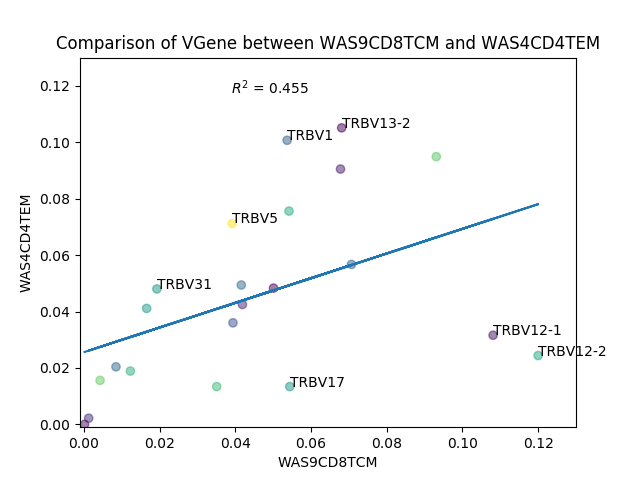 Comparison of VGene between WAS9CD8TCM and WAS4CD4TEM
R² = 0.455
TRBV13-2
TRBV1
TRBV5
TRBV31
TRBV12-1
TRBV12-2
TRBV17
0.12
0.10
0.08
0.06
0.04
0.02
0.00
WAS4CD4TEM
0.00 0.02 0.04 0.06 0.08 0.10 0.12
WAS9CD8TCM